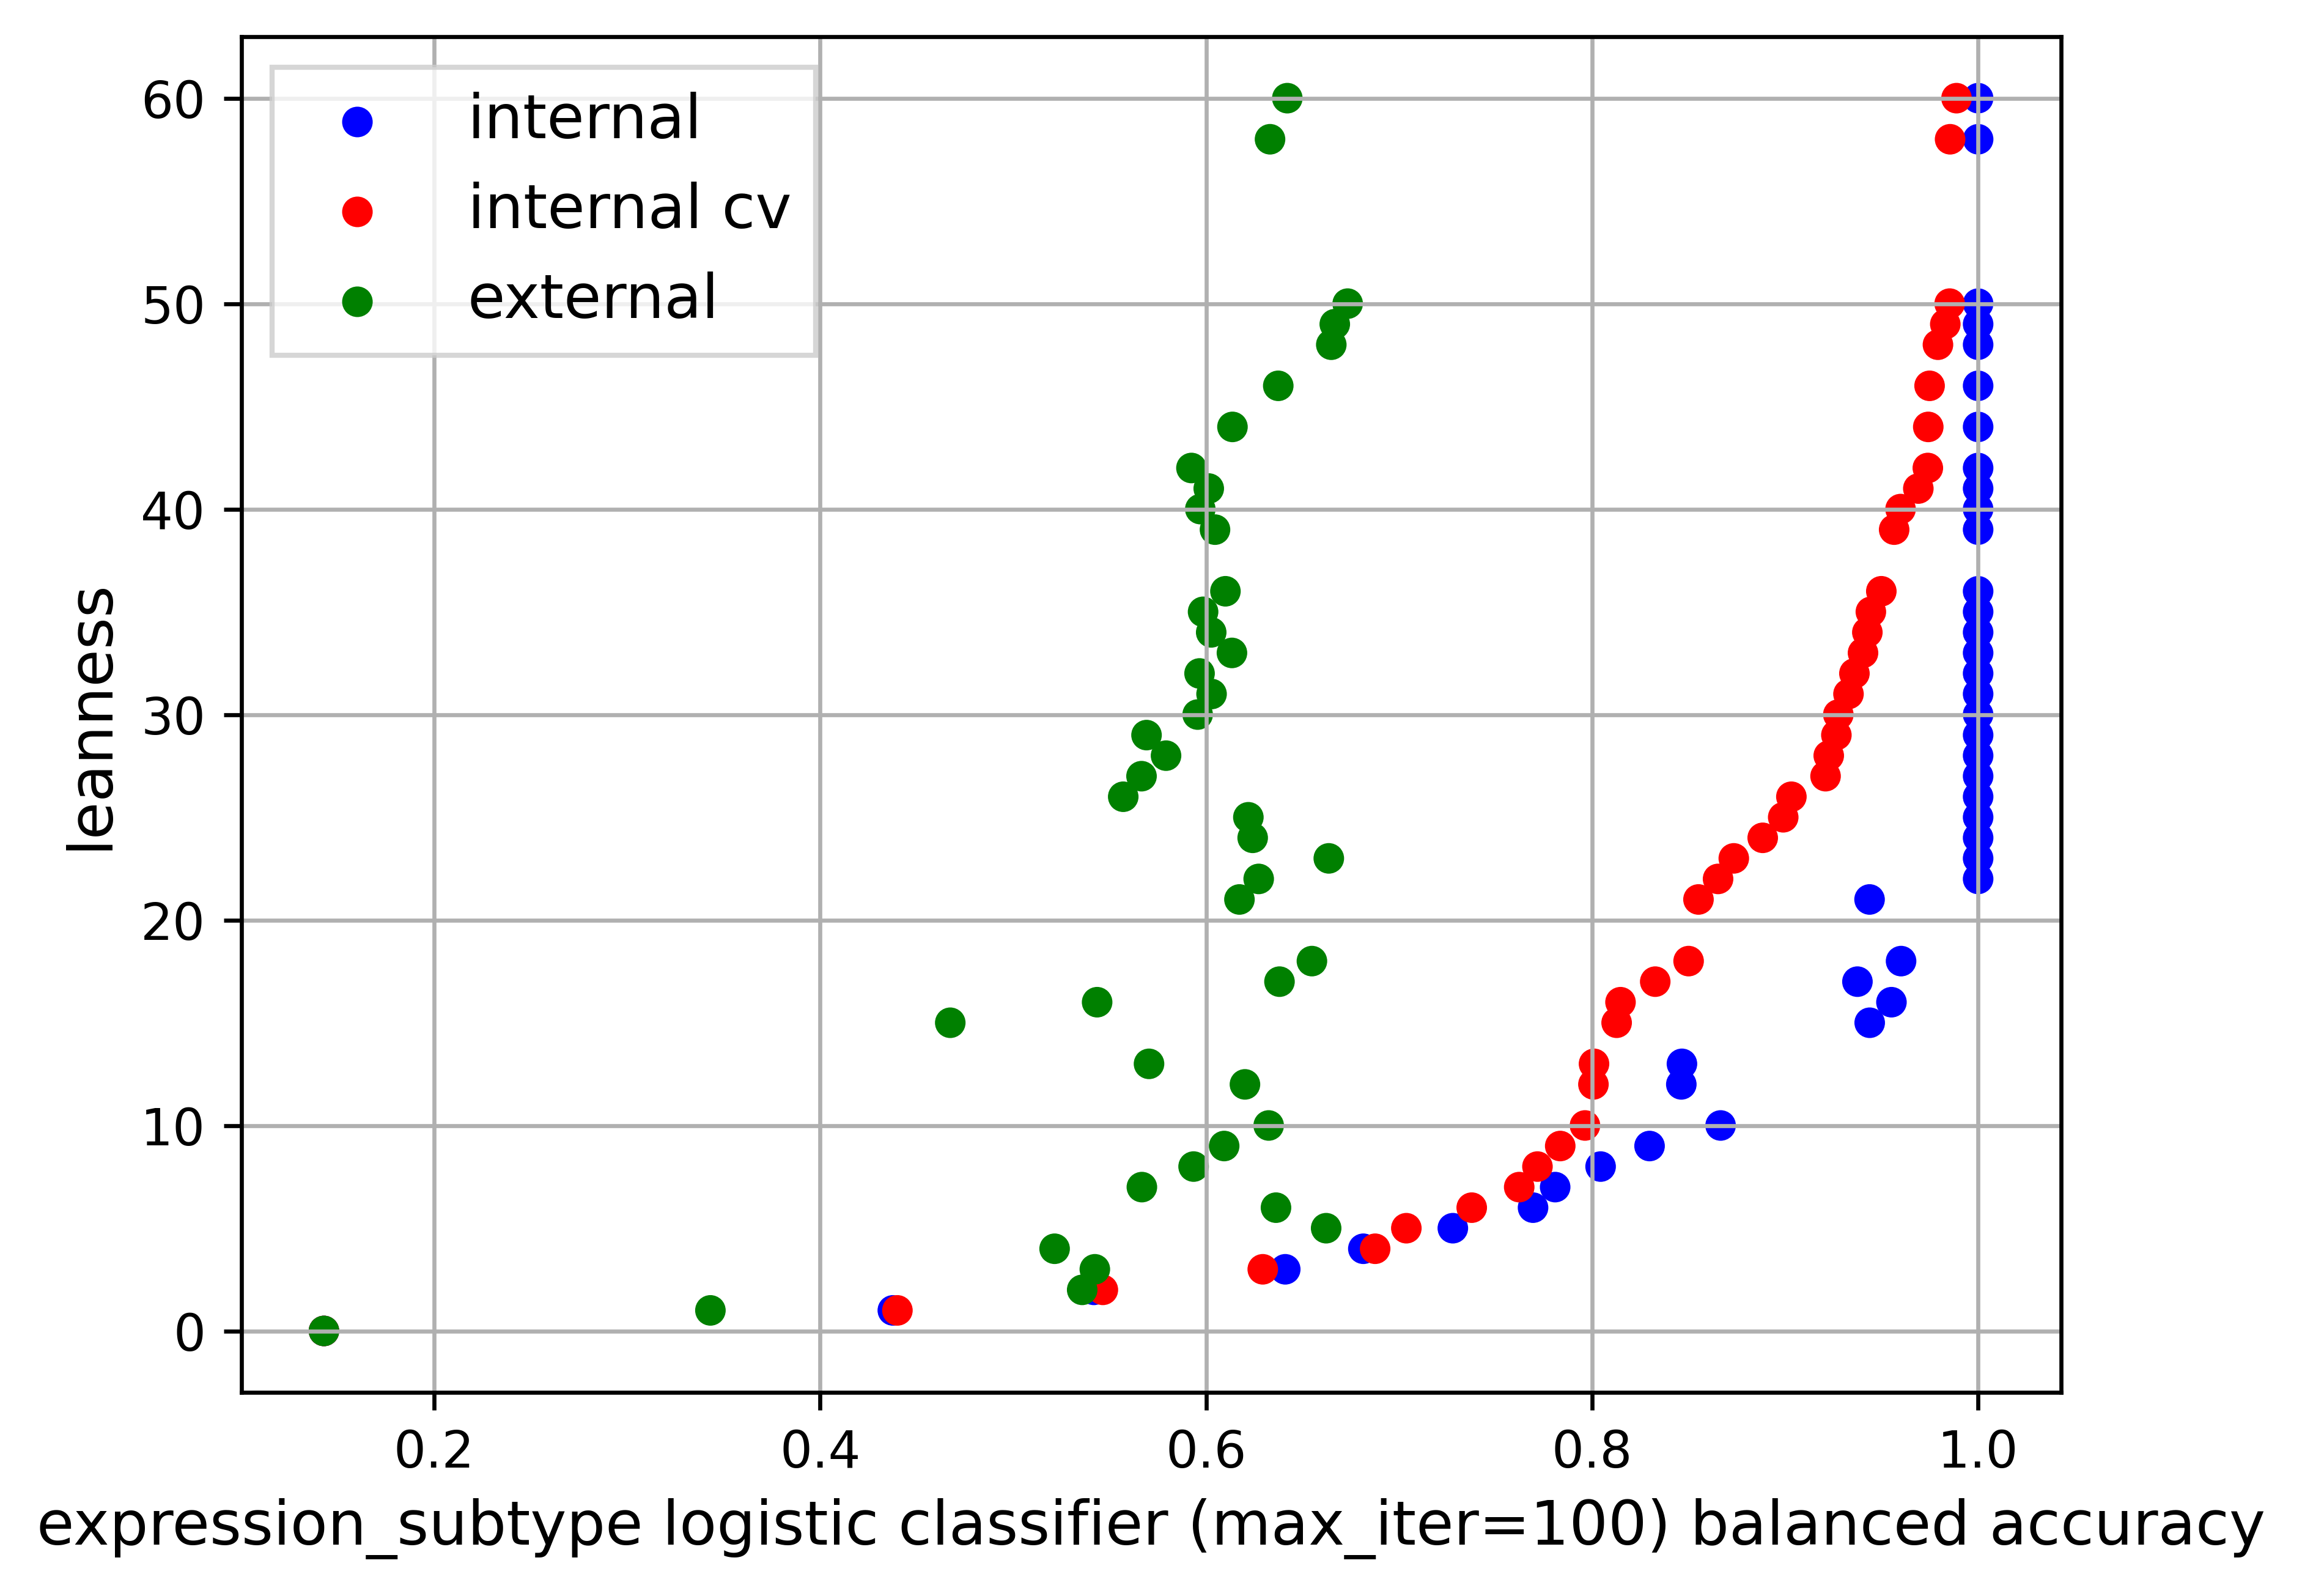 internal
internal cv
external
60
50
40
30
20
10
0
leanness
0.2 0.4 0.6 0.8 1.0
expression_subtype logistic classifier (max_iter=100) balanced accuracy